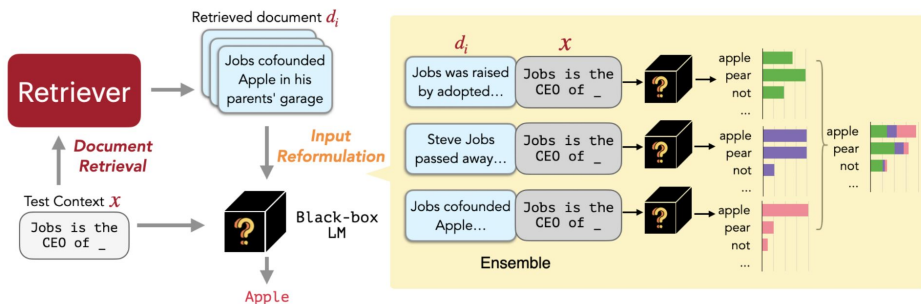 Retrieved document d_i
Jobs cofounded
Apple in his
parents' garage
Retriever
Document
Retrieval
Input
Reformulation
Test Context x
Jobs is the
CEO of _
?
Black-box
LM
Apple
d_i
x
Jobs was raised
by adopted...
Jobs is the
CEO of _
?
apple
pear
not
...
Steve Jobs
passed away...
Jobs is the
CEO of _
?
apple
pear
not
...
Jobs cofounded
Apple...
Jobs is the
CEO of _
?
apple
pear
not
...
Ensemble
apple
pear
not
...